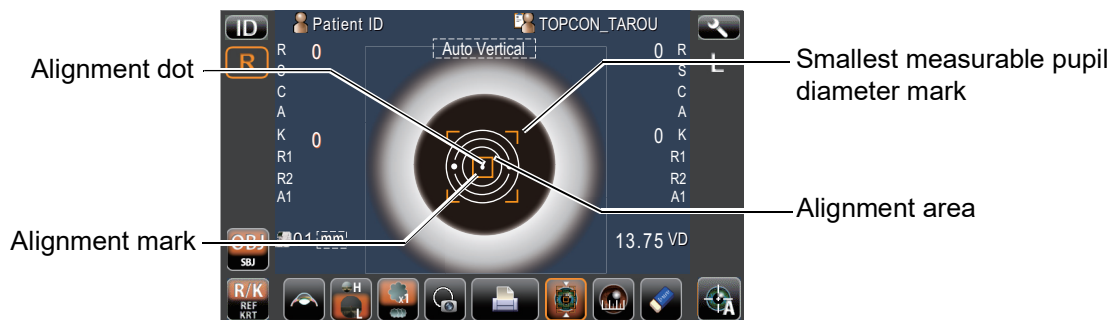 ID Patient ID TOPCON_TAROU
R 0 Auto Vertical 0 R
R
S L
Alignment dot
Smallest measurable pupil
diameter mark
C C
A A
K 0 0 K
R1 R1
R2 R2
A1 A1
Alignment area
Alignment mark
OBJ mm 13.75 VD
SBJ
R/K H x1
REF L A
KRT